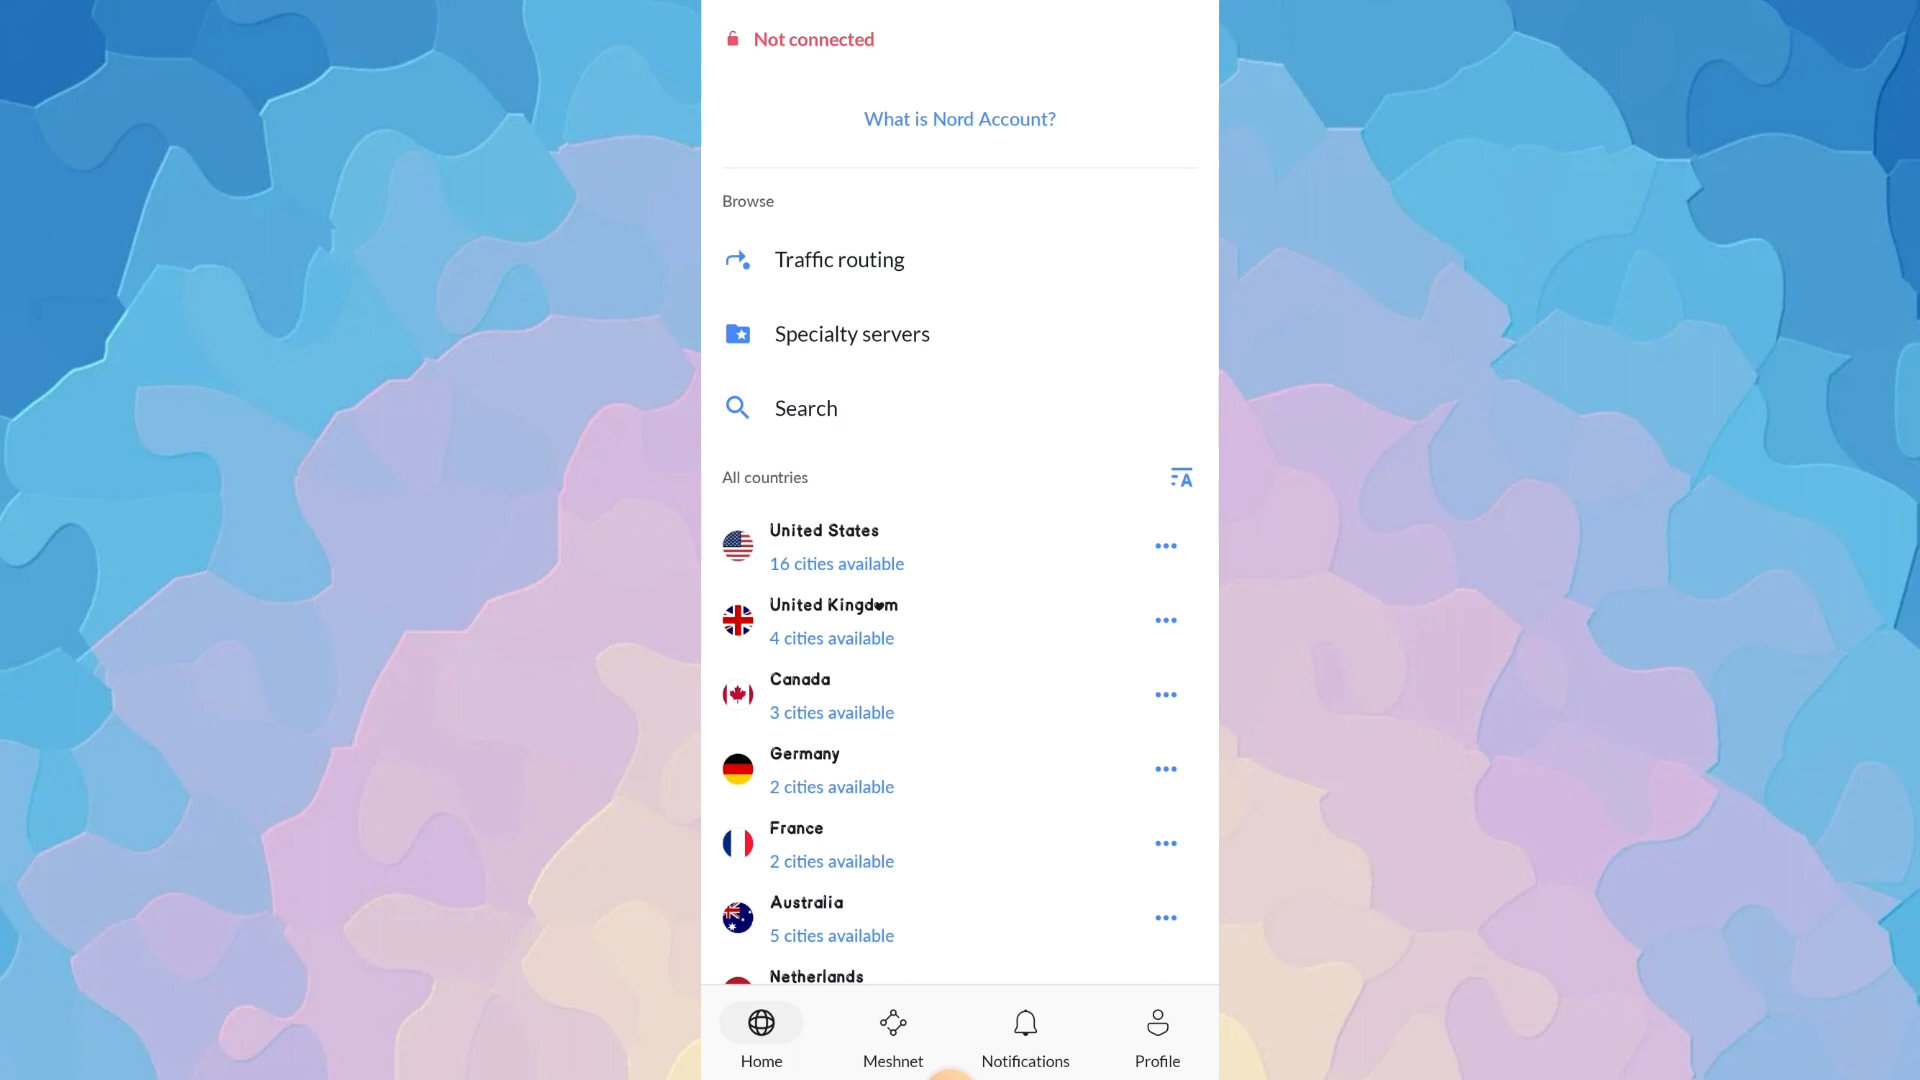 Not connected
What is Nord Account?
Browse
Traffic routing
Specialty servers
Search
All countries
United States
16 cities available
United Kingdom
4 cities available
Canada
3 cities available
Germany
2 cities available
France
2 cities available
Australia
5 cities available
Netherlands
Home
Meshnet
Notifications
Profile